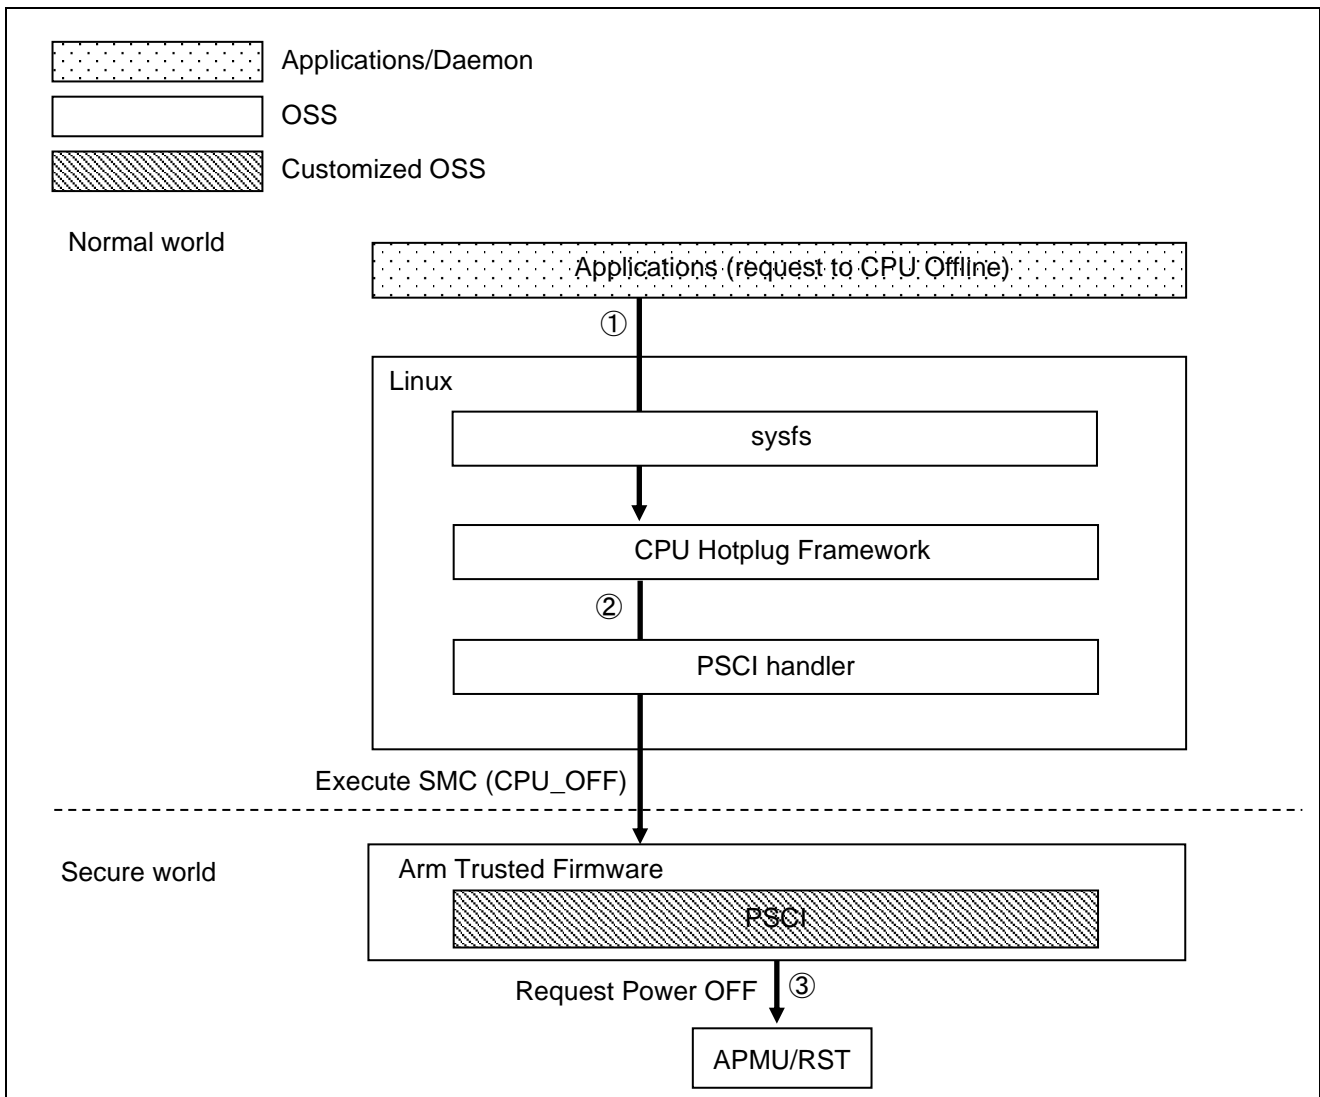 Applications/Daemon
OSS
Customized OSS
Normal world
Applications (request to CPU Offline)
①
Linux
sysfs
CPU Hotplug Framework
②
PSCI handler
Execute SMC (CPU_OFF)
Secure world
Arm Trusted Firmware
PSCI
Request Power OFF
③
APMU/RST